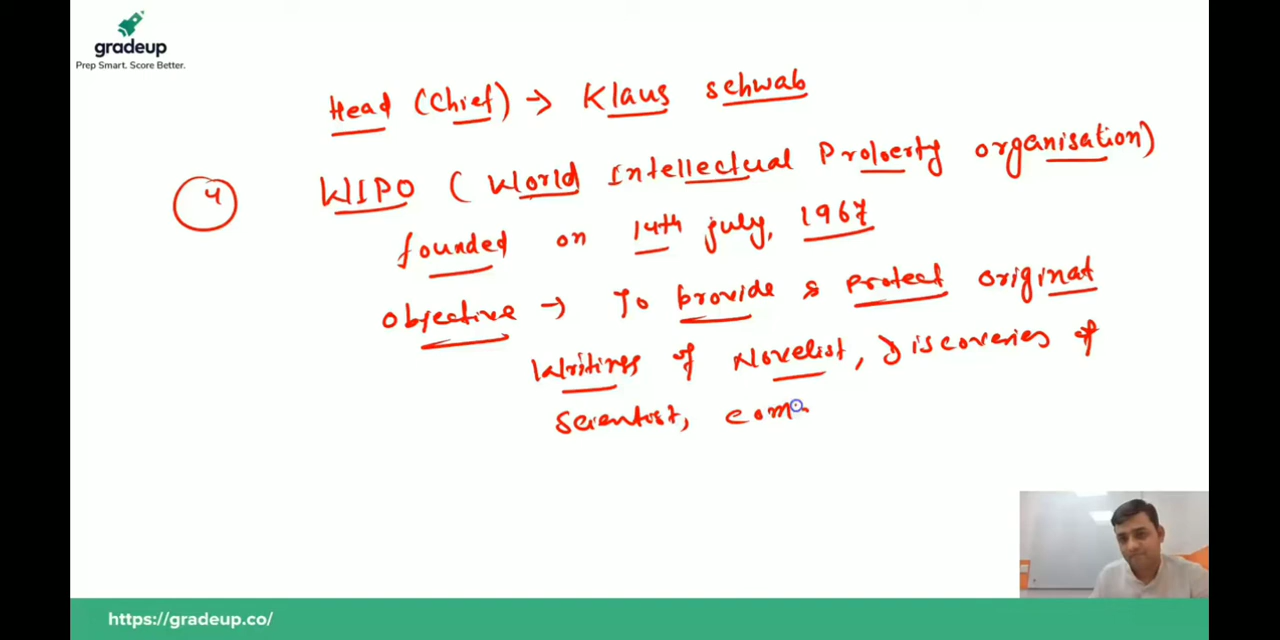 gradeup
Prep Smart. Score Better.
Head (Chief) → Klaus Schwab
4 WIPO ( World Intellectual Property organisation)
founded on 14th july, 1967
objective → To provide & protect original
Writings of Novelist, Discoveries of
Scientist, com
https://gradeup.co/